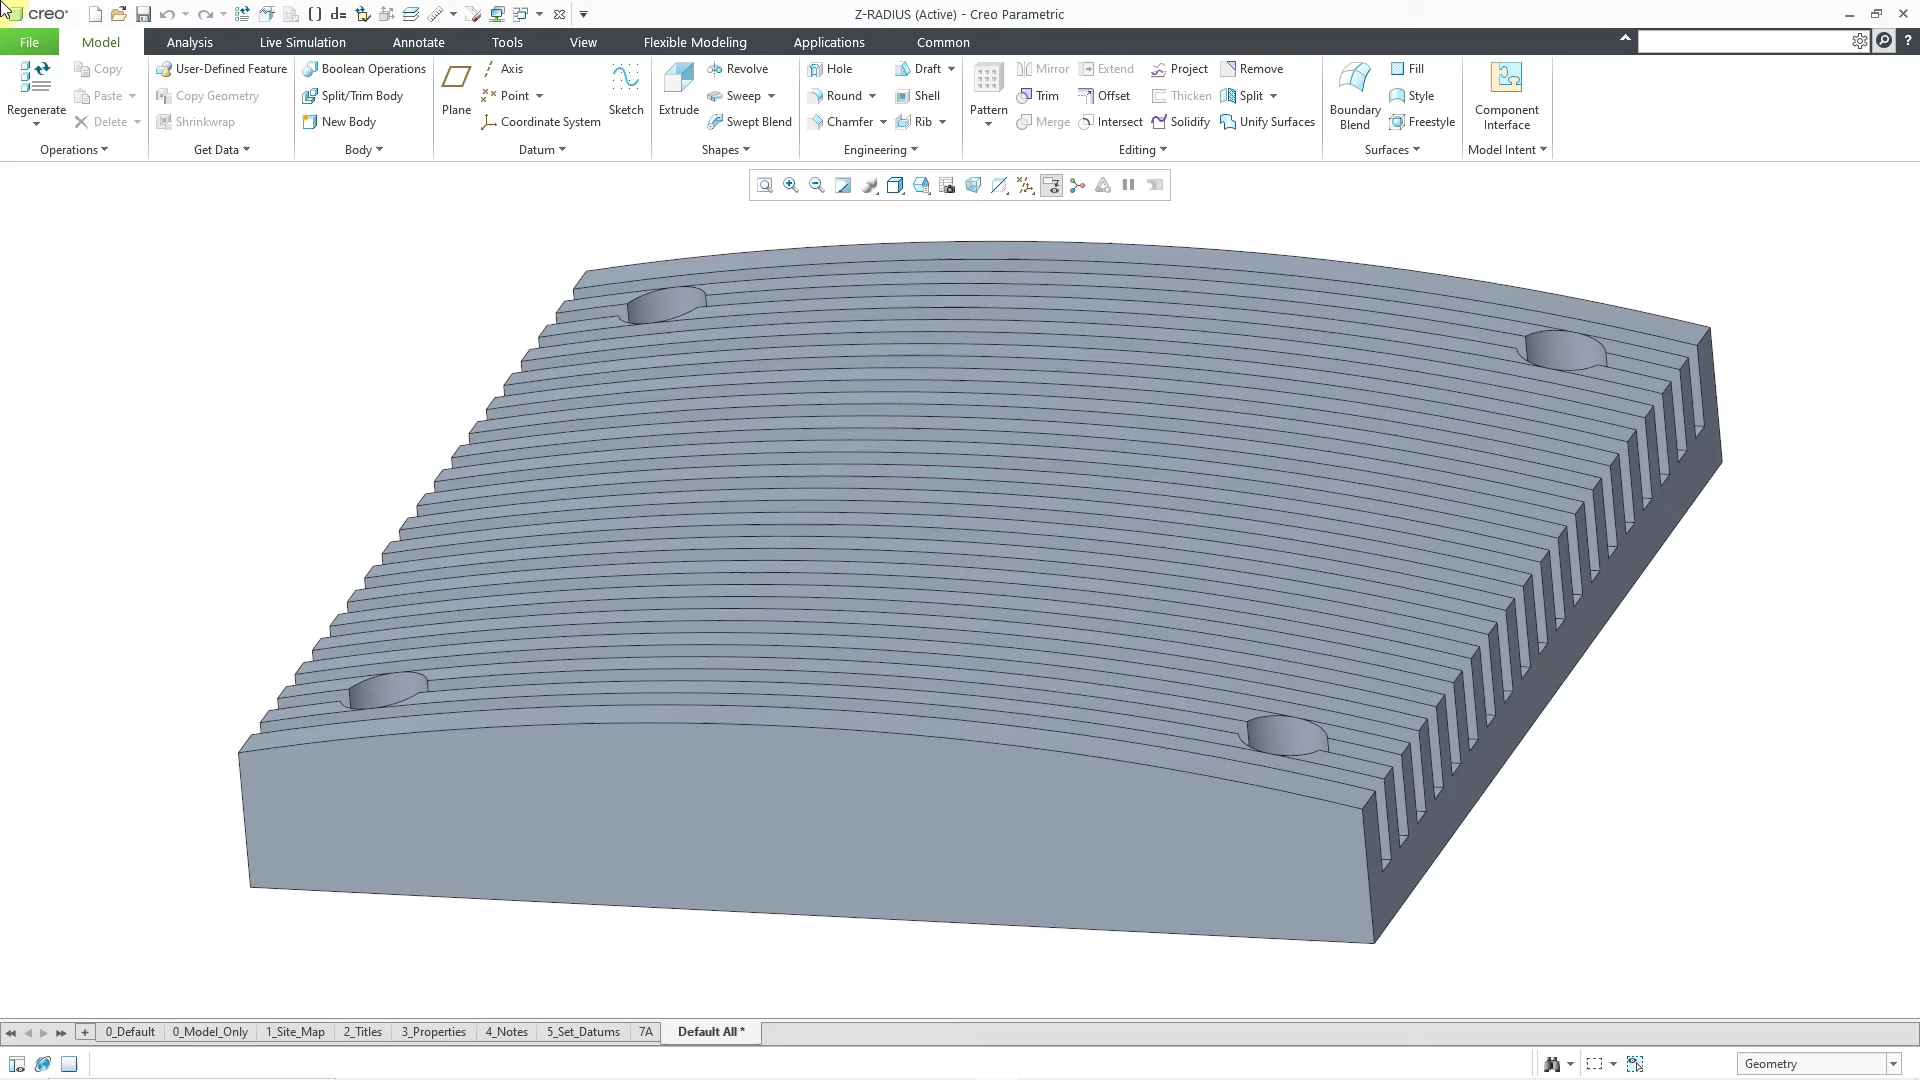 creo
d=
Z-RADIUS (Active) - Creo Parametric
File Model Analysis Live Simulation Annotate Tools View Flexible Modeling Applications Common
Regenerate
Copy
Paste
Delete
Operations
User-Defined Feature
Copy Geometry
Shrinkwrap
Get Data
Boolean Operations
Split/Trim Body
New Body
Body
Plane
Axis
Point
Coordinate System
Sketch
Datum
Extrude
Revolve
Sweep
Swept Blend
Shapes
Hole
Round
Chamfer
Draft
Shell
Rib
Engineering
Pattern
Mirror
Trim
Merge
Extend
Offset
Intersect
Project
Thicken
Solidify
Remove
Split
Unify Surfaces
Editing
Boundary
Blend
Fill
Style
Freestyle
Surfaces
Component
Interface
Model Intent
0_Default 0_Model_Only 1_Site_Map 2_Titles 3_Properties 4_Notes 5_Set_Datums 7A Default All *
Geometry